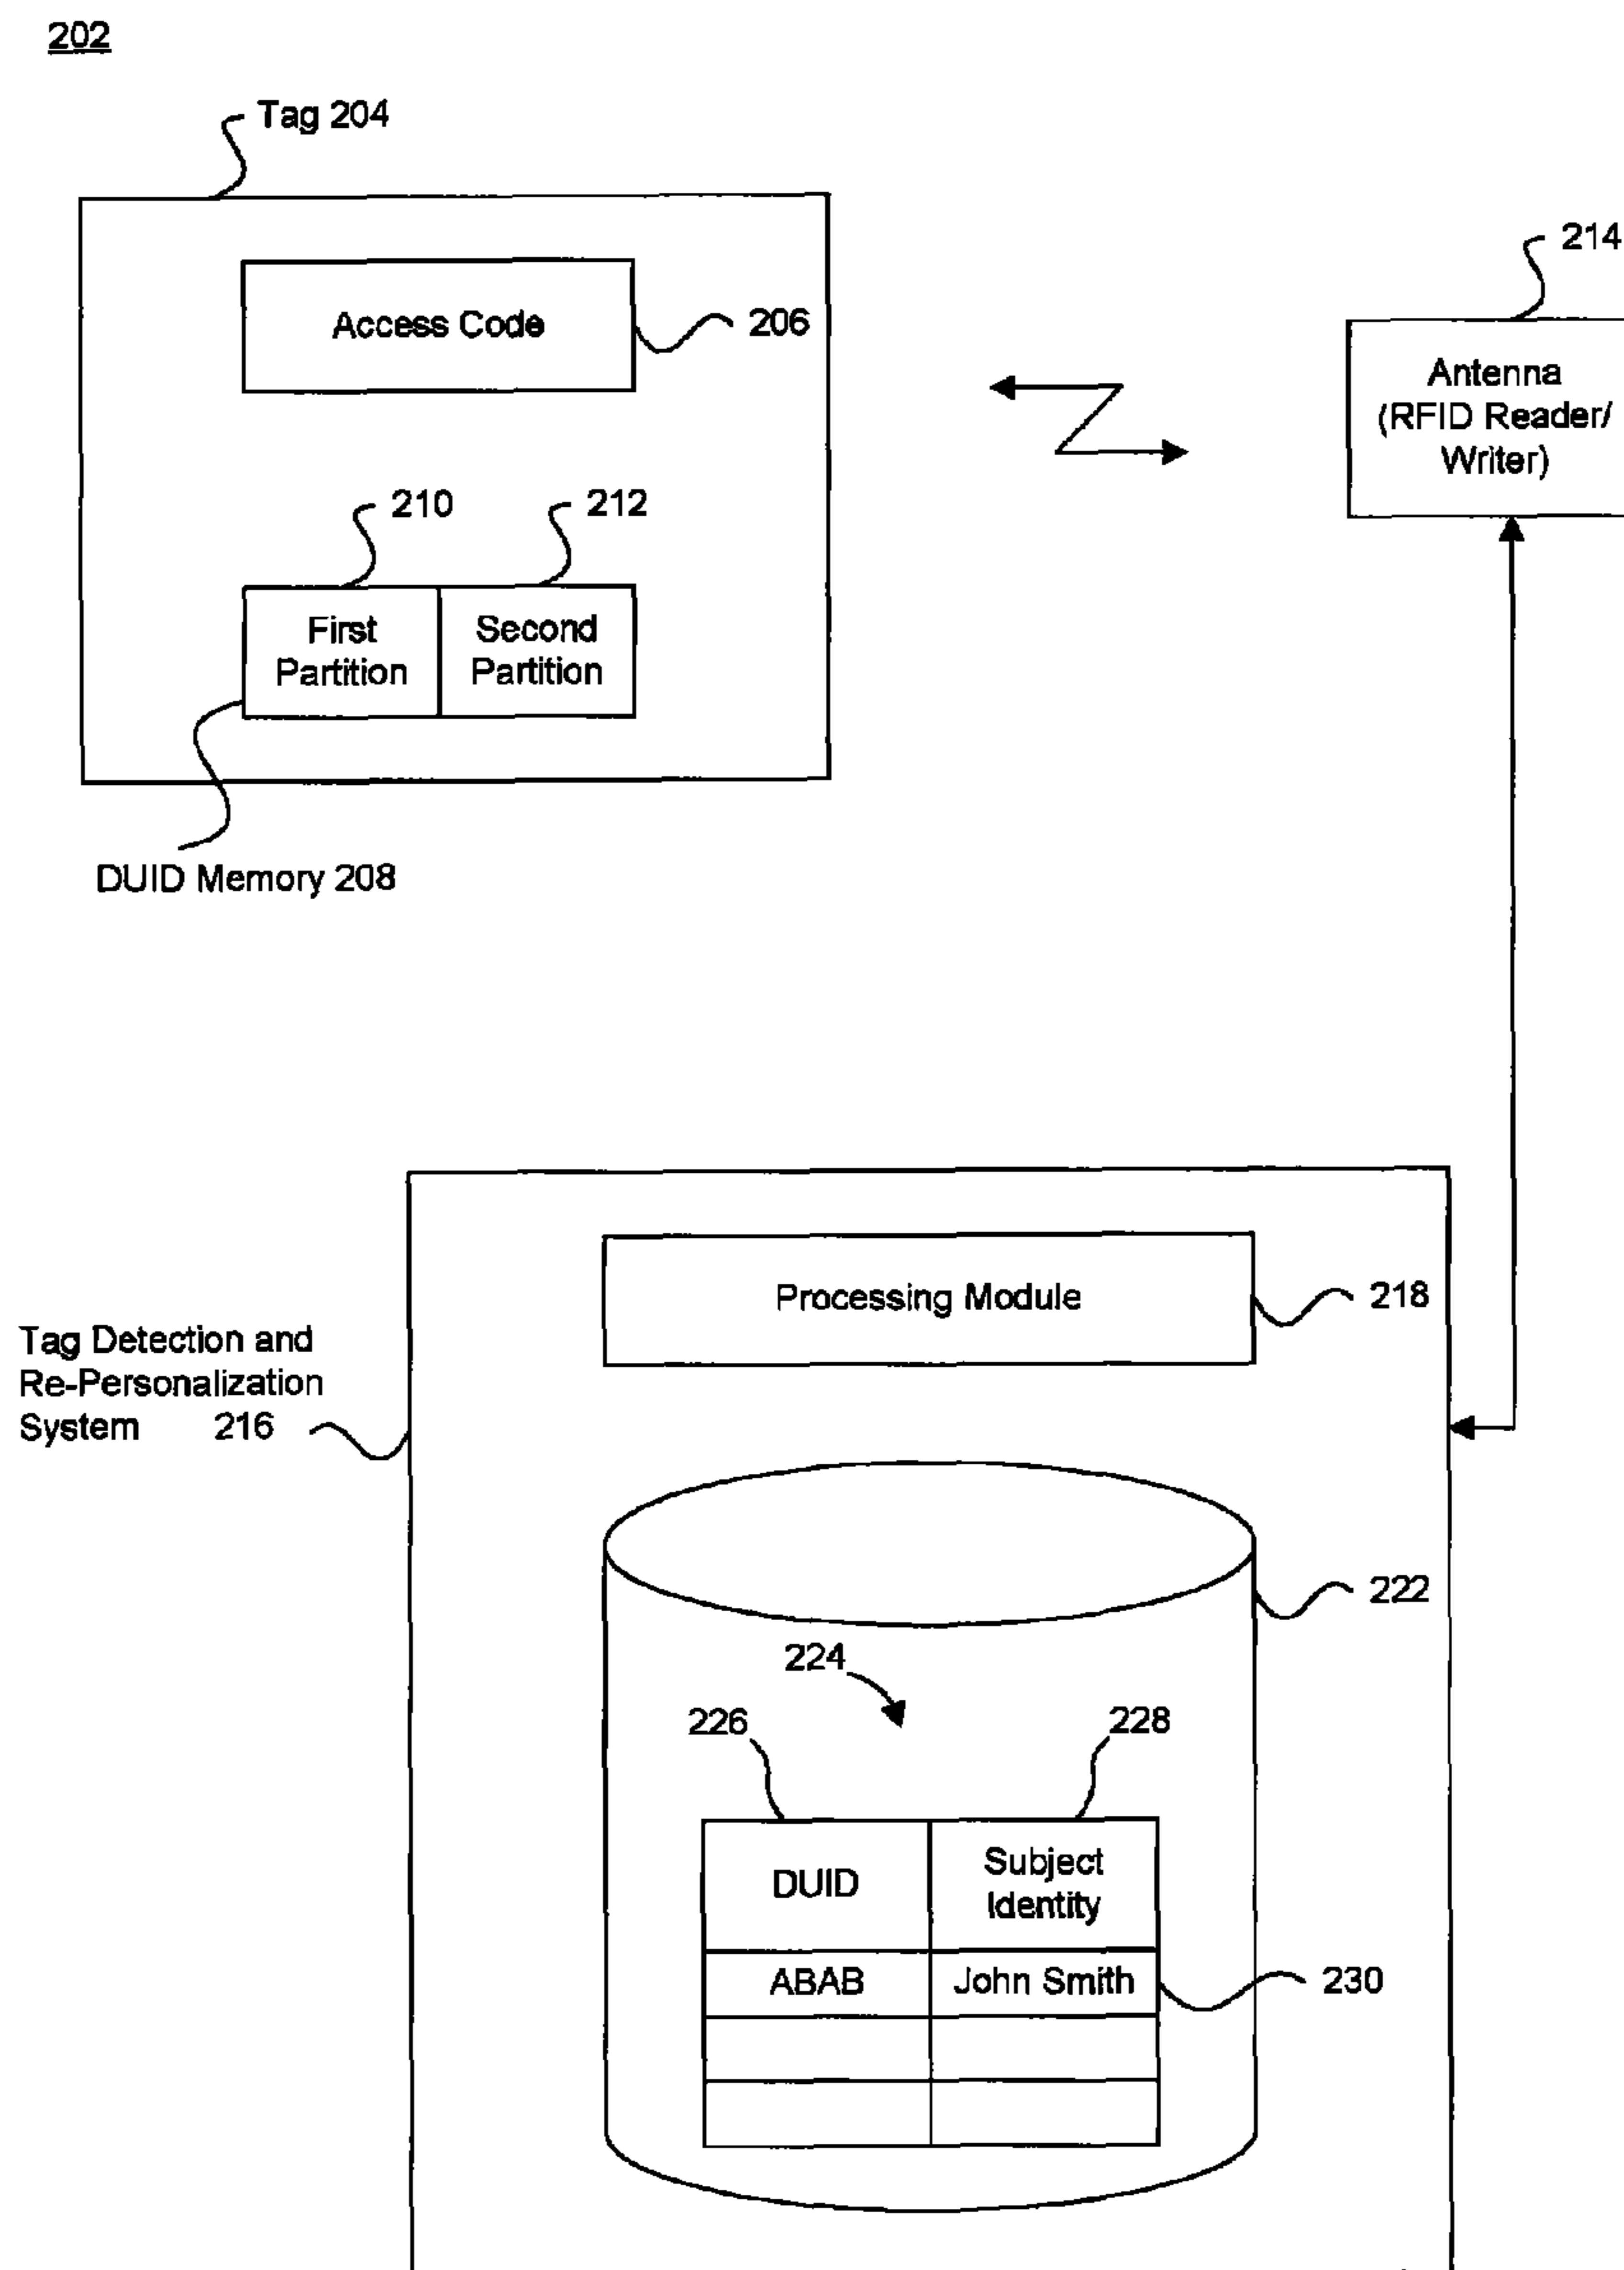 202
Tag 204
214
Access Code
206
Antenna
(RFID Reader/
Writer)
210
212
First
Partition
Second
Partition
DUID Memory 208
Processing Module
218
Tag Detection and
Re-Personalization
System 216
222
224
226
228
DUID
Subject
Identity
ABAB
John Smith
230